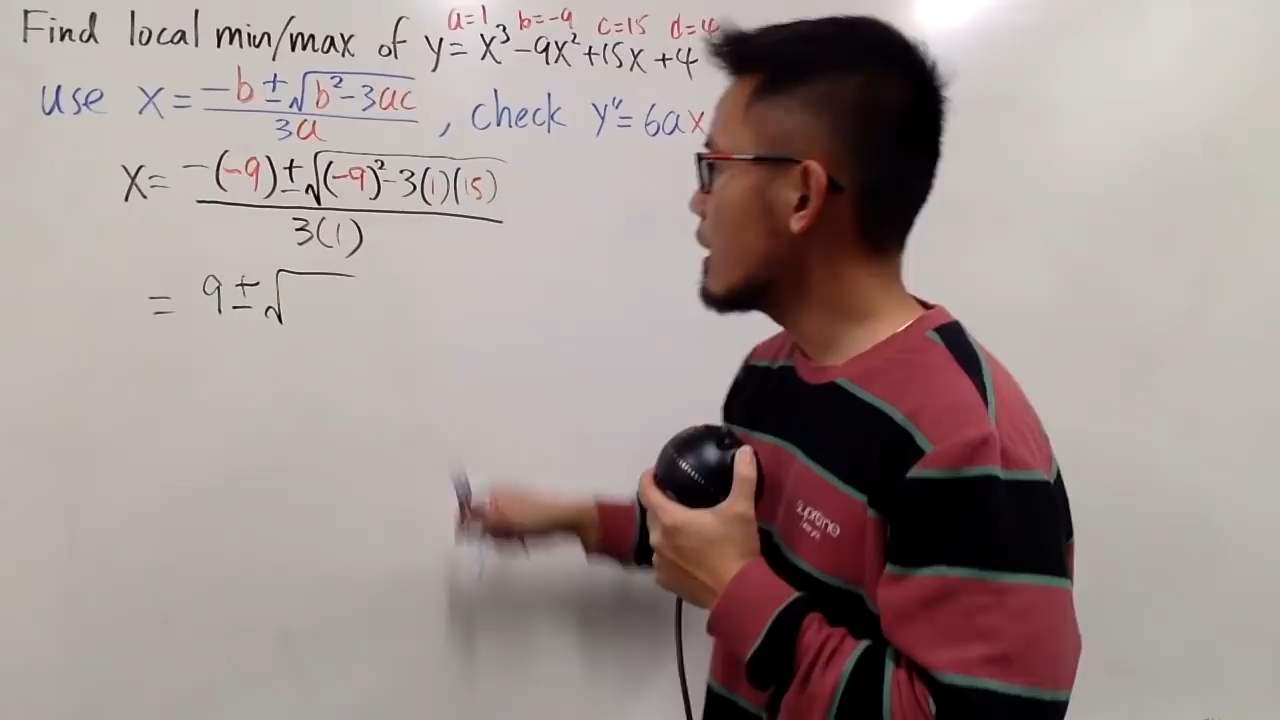 a=1 b=-9 c=15 d=4
Find local min/max of y = x³-9x²+15x+4
use x = (-b ± √(b²-3ac))/(3a), check y''= 6ax
x = (-(-9) ± √((-9)²-3(1)(15)))/(3(1))
= 9 ± √
Supreme